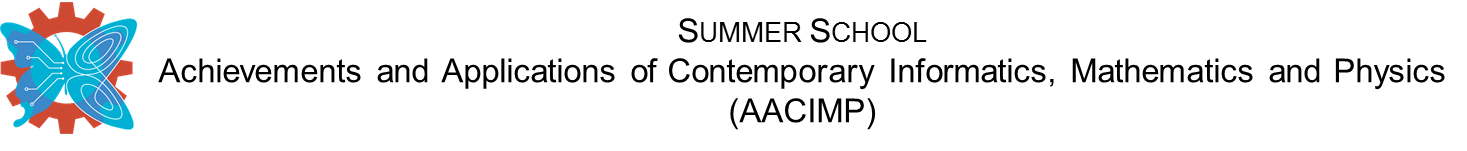 SUMMER SCHOOL
Achievements and Applications of Contemporary Informatics, Mathematics and Physics
(AACIMP)